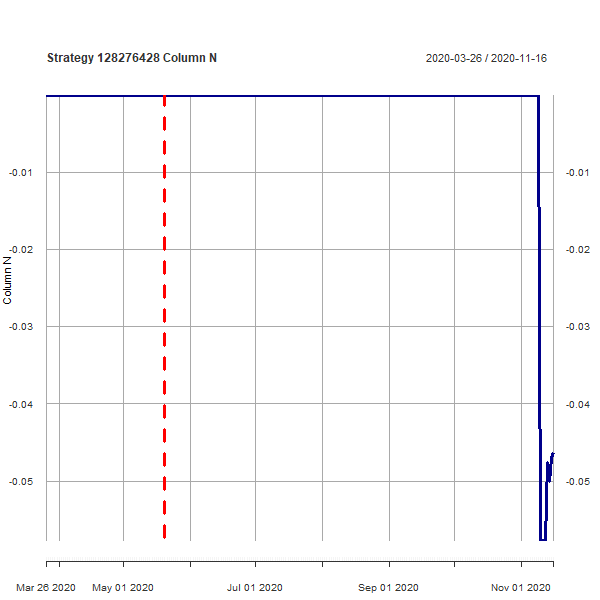 Strategy 128276428 Column N
2020-03-26 / 2020-11-16
-0.01 -0.01
-0.02 -0.02
Column N
-0.03 -0.03
-0.04 -0.04
-0.05 -0.05
Mar 26 2020 May 01 2020 Jul 01 2020 Sep 01 2020 Nov 01 2020